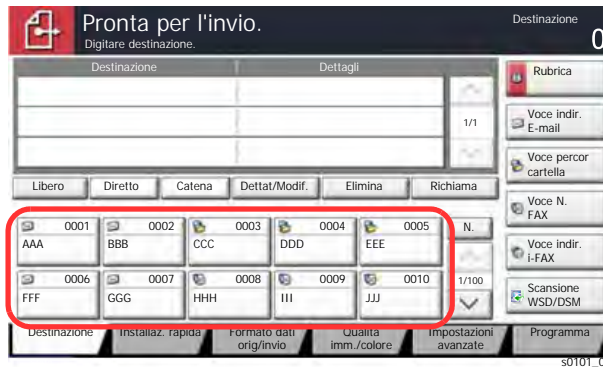 Pronta per l'invio.
Digitare destinazione.
Destinazione
0
Destinazione Dettagli
1/1
Libero Diretto Catena Dettat/Modif. Elimina Richiama
0001 0002 0003 0004 0005 N.
AAA BBB CCC DDD EEE
0006 0007 0008 0009 0010 1/100
FFF GGG HHH III JJJ
Rubrica
Voce indir.
E-mail
Voce percor
cartella
Voce N.
FAX
Voce indir.
i-FAX
Scansione
WSD/DSM
Destinazione Installaz. rapida Formato dati Qualità Impostazioni Programma
orig/invio imm./colore avanzate
s0101_0